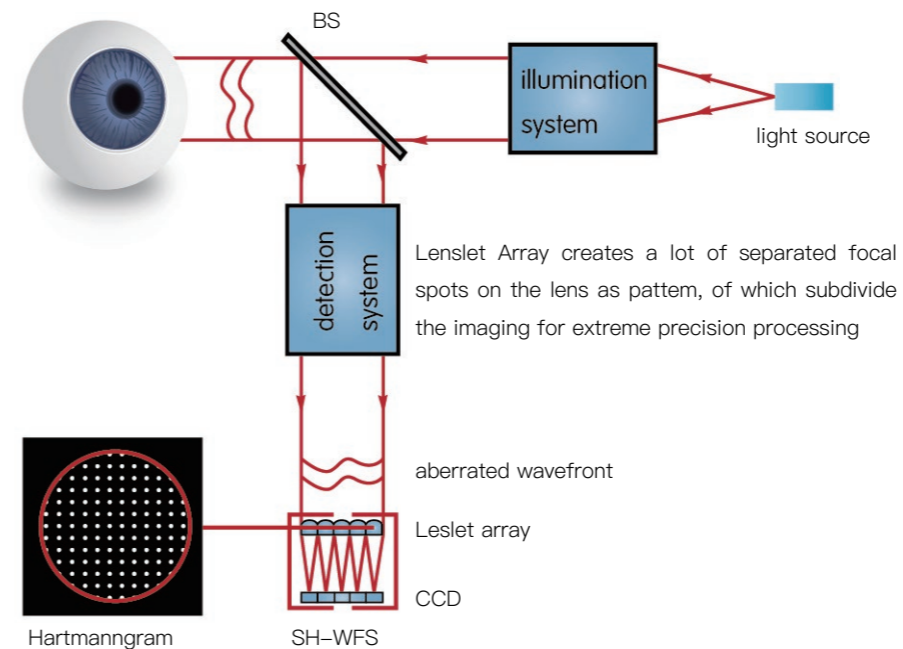 BS
illumination
system
light source
detection
system
Lenslet Array creates a lot of separated focal
spots on the lens as pattem, of which subdivide
the imaging for extreme precision processing
aberrated wavefront
Leslet array
CCD
Hartmanngram
SH-WFS